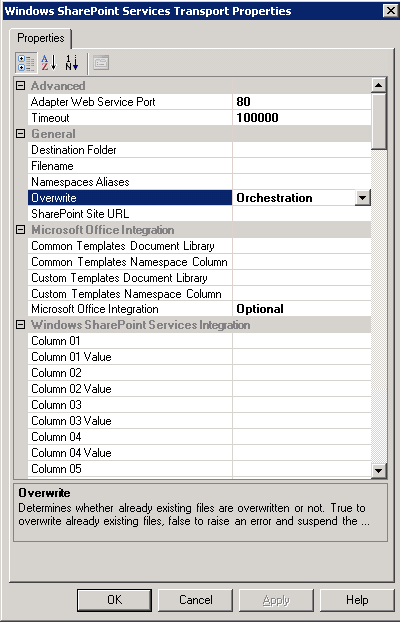 Windows SharePoint Services Transport Properties
Properties
Advanced
Adapter Web Service Port 80
Timeout 100000
General
Destination Folder
Filename
Namespaces Aliases
Overwrite Orchestration
SharePoint Site URL
Microsoft Office Integration
Common Templates Document Library
Common Templates Namespace Column
Custom Templates Document Library
Custom Templates Namespace Column
Microsoft Office Integration Optional
Windows SharePoint Services Integration
Column 01
Column 01 Value
Column 02
Column 02 Value
Column 03
Column 03 Value
Column 04
Column 04 Value
Column 05
Overwrite
Determines whether already existing files are overwritten or not. True to
overwrite already existing files, false to raise an error and suspend the ...
OK Cancel Apply Help